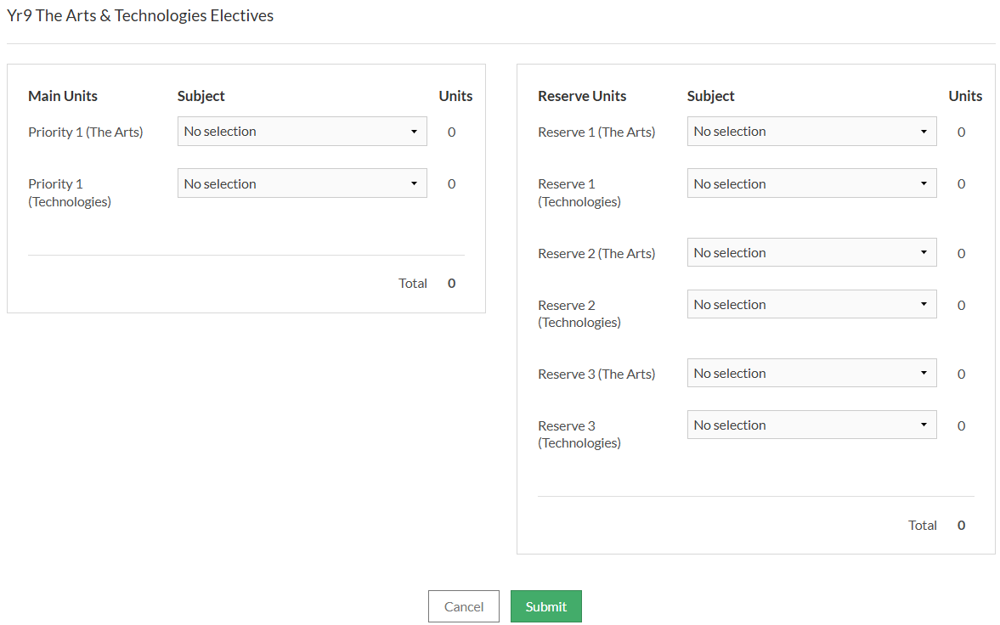 Yr9 The Arts & Technologies Electives
Main Units Subject Units
Priority 1 (The Arts) No selection 0
Priority 1 No selection 0
(Technologies)
Total 0
Reserve Units Subject Units
Reserve 1 (The Arts) No selection 0
Reserve 1 No selection 0
(Technologies)
Reserve 2 (The Arts) No selection 0
Reserve 2 No selection 0
(Technologies)
Reserve 3 (The Arts) No selection 0
Reserve 3 No selection 0
(Technologies)
Total 0
Cancel Submit